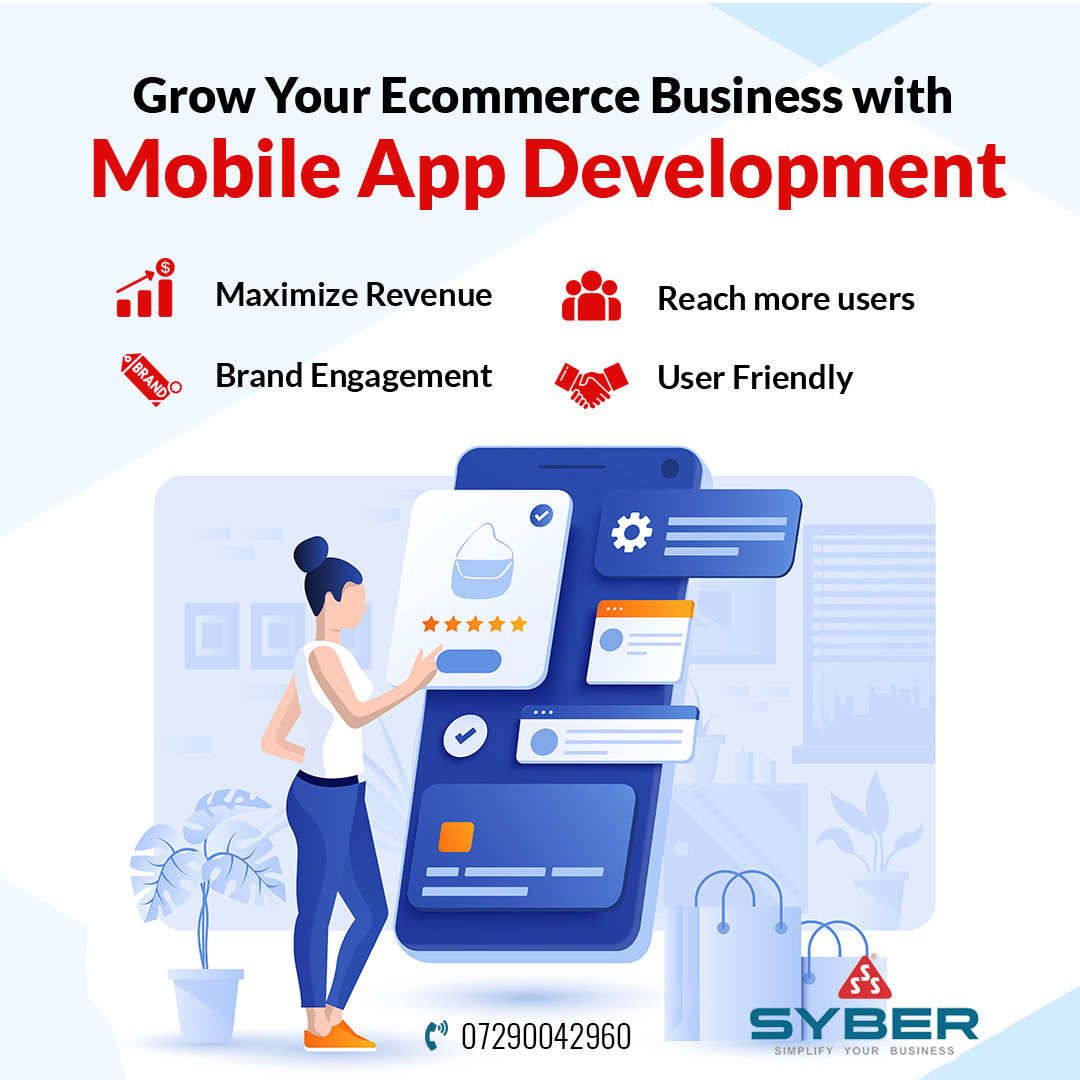 Grow Your Ecommerce Business with
Mobile App Development
$
Maximize Revenue
Reach more users
BRAND
Brand Engagement
User Friendly
07290042960
S
S S
®
SYBER
SIMPLIFY YOUR BUSINESS